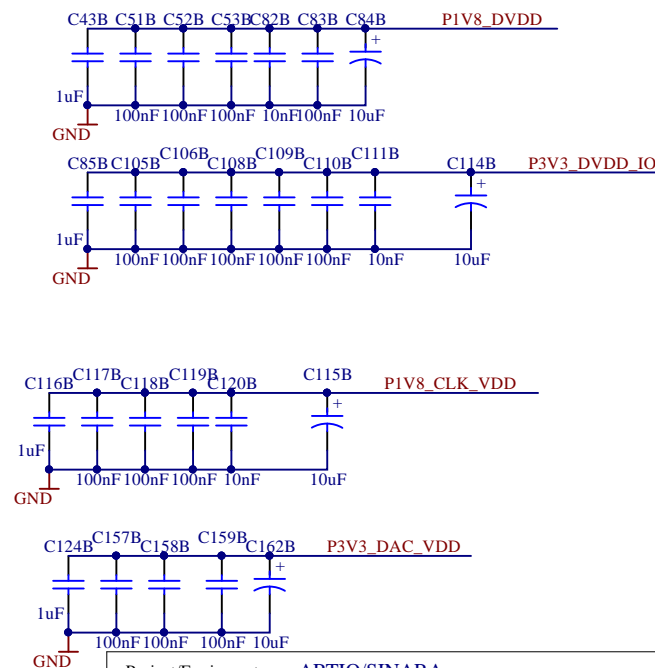 C43B C51B C52B C53B C82B C83B C84B P1V8_DVDD
+
1uF 100nF 100nF 100nF 10nF 100nF 10uF
GND
C85B C105B C106B C108B C109B C110B C111B C114B P3V3_DVDD_IO
+
1uF 100nF 100nF 100nF 100nF 100nF 10nF 10uF
GND
C116B C117B C118B C119B C120B C115B P1V8_CLK_VDD
+
1uF 100nF 100nF 100nF 10nF 10uF
GND
C124B C157B C158B C159B C162B P3V3_DAC_VDD
+
1uF 100nF 100nF 100nF 10uF
GND
ARTIQ/SINARA